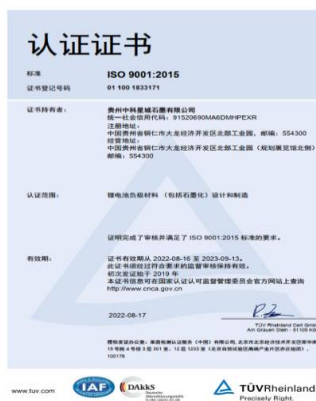 认证证书
标准 ISO 9001:2015
证书登记号码 01 100 1833171
证书持有者: 贵州中科星城石墨有限公司
统一社会信用代码:91520690MA6DMHPEXR
注册地址:
中国贵州省铜仁市大龙经济开发区北部工业园, 邮编:554300
经营地址:
中国贵州省铜仁市大龙经济开发区北部工业园(规划展览馆北侧)
邮编:554300
认证范围: 锂电池负极材料 (包括石墨化)设计和制造
证明完成了审核并满足了 ISO 9001:2015 标准的要求。
有效期: 证书有效期从 2022-08-16 至 2023-09-13。
此证书须经过符合要求的监督审核保持有效。
初次发证始于 2019 年
本证书信息可在国家认证认可监督管理委员会官方网站上查询
http://www.cnca.gov.cn
2022-08-17
TÜV Rheinland Cert GmbH
Am Grauen Stein · 51105 Kö
100176
www.tuv.com
IAF
DAkkS
Deutsche
Akkreditierungsstelle
TÜVRheinland
Precisely Right.